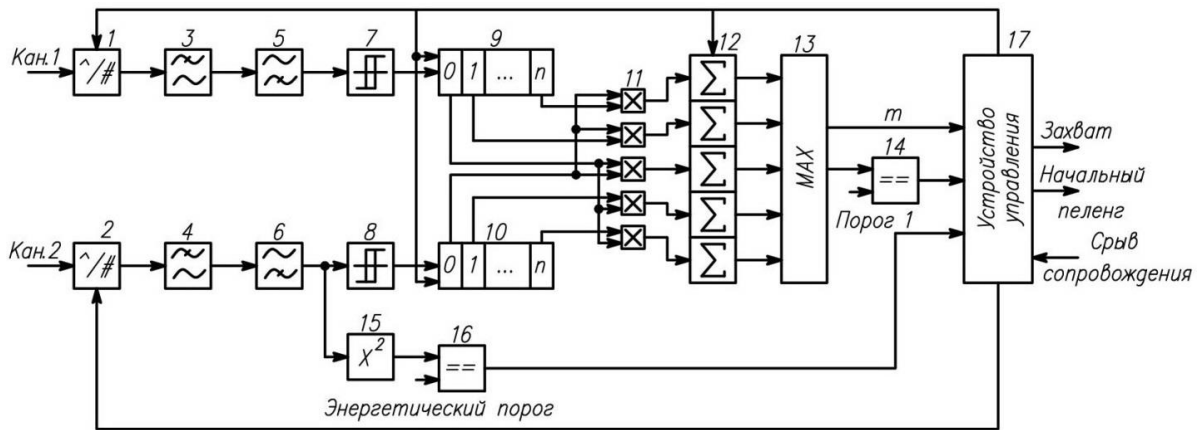 1 3 5 7 9 12 13 17
Кан.1 ^/# 0 1 ... n 11 Σ MAX Устройство управления
Σ m Захват
Σ 14 ==
Порог 1
Начальный пеленг
Σ
2 4 6 8 10
Кан.2 ^/# 0 1 ... n Σ
Срыв сопровождения
15 16
X² ==
Энергетический порог